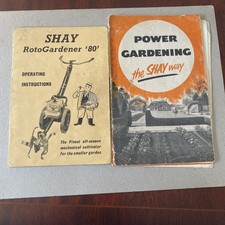 SHAY
RotoGardener '80'
OPERATING
INSTRUCTIONS
The Finest all-season
mechanical cultivator
for the smaller garden
POWER
GARDENING
the SHAY way